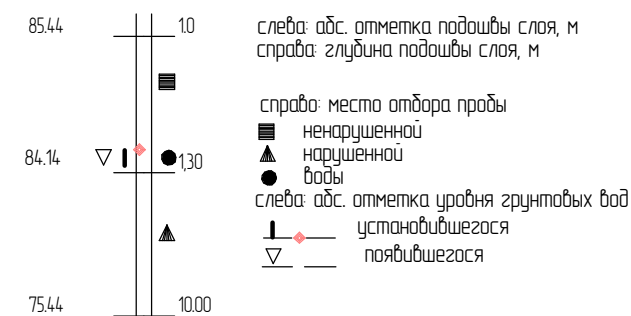 85.44 1.0
слева: абс. отметка подошвы слоя, м
справа: глубина подошвы слоя, м
справо: место отбора пробы
ненарушенной
нарушенной
84.14 1,30
воды
слева: абс. отметка уровня грунтовых вод
установившегося
появившегося
75.44 10.00